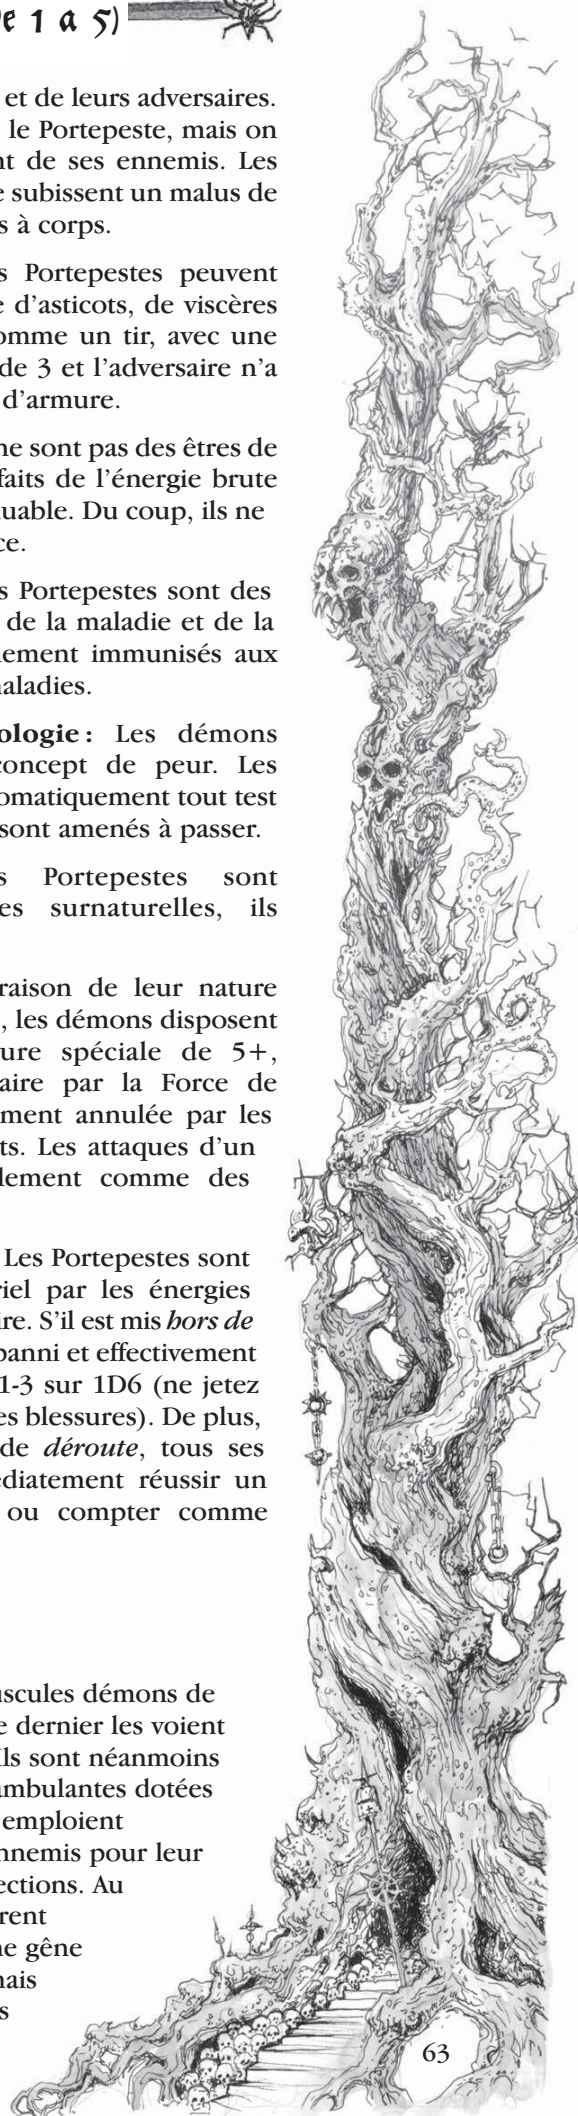 de 1 à 5)
et de leurs adversaires.
le Portepeste, mais on
nt de ses ennemis. Les
e subissent un malus de
s à corps.
s Portepestes peuvent
e d'asticots, de viscères
omme un tir, avec une
de 3 et l'adversaire n'a
d'armure.
ne sont pas des êtres de
faits de l'énergie brute
uable. Du coup, ils ne
ce.
s Portepestes sont des
de la maladie et de la
lement immunisés aux
naladies.
ologie : Les démons
concept de peur. Les
omatiquement tout test
sont amenés à passer.
s Portepestes sont
es surnaturelles, ils
raison de leur nature
, les démons disposent
ure spéciale de 5+,
aire par la Force de
ment annulée par les
ts. Les attaques d'un
lement comme des
Les Portepestes sont
riel par les énergies
ire. S'il est mis hors de
banni et effectivement
1-3 sur 1D6 (ne jetez
es blessures). De plus,
de déroute, tous ses
édiatement réussir un
ou compter comme
uscules démons de
e dernier les voient
Ils sont néanmoins
ambulantes dotées
emploient
nnemis pour leur
ections. Au
rent
ne gêne
nais
s
63